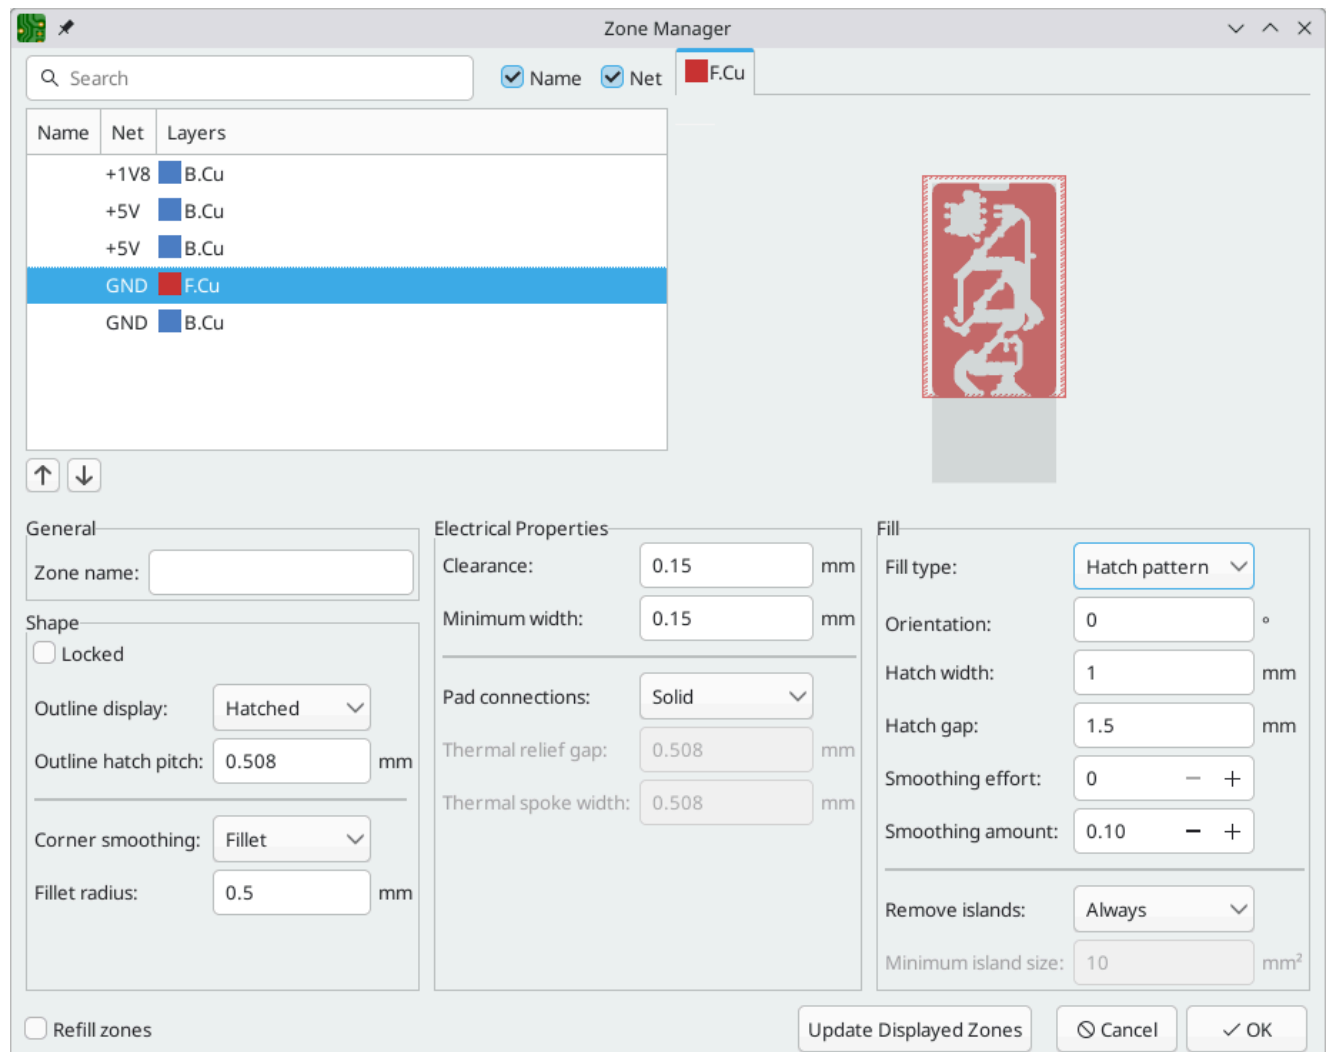 Zone Manager
Search
Name
Net
F.Cu
Name Net Layers
+1V8 B.Cu
+5V B.Cu
+5V B.Cu
GND F.Cu
GND B.Cu
General
Zone name:
Shape
Locked
Outline display: Hatched
Outline hatch pitch: 0.508 mm
Corner smoothing: Fillet
Fillet radius: 0.5 mm
Electrical Properties
Clearance: 0.15 mm
Minimum width: 0.15 mm
Pad connections: Solid
Thermal relief gap: 0.508 mm
Thermal spoke width: 0.508 mm
Fill
Fill type: Hatch pattern
Orientation: 0 °
Hatch width: 1 mm
Hatch gap: 1.5 mm
Smoothing effort: 0 − +
Smoothing amount: 0.10 − +
Remove islands: Always
Minimum island size: 10 mm²
Refill zones
Update Displayed Zones
Cancel
OK